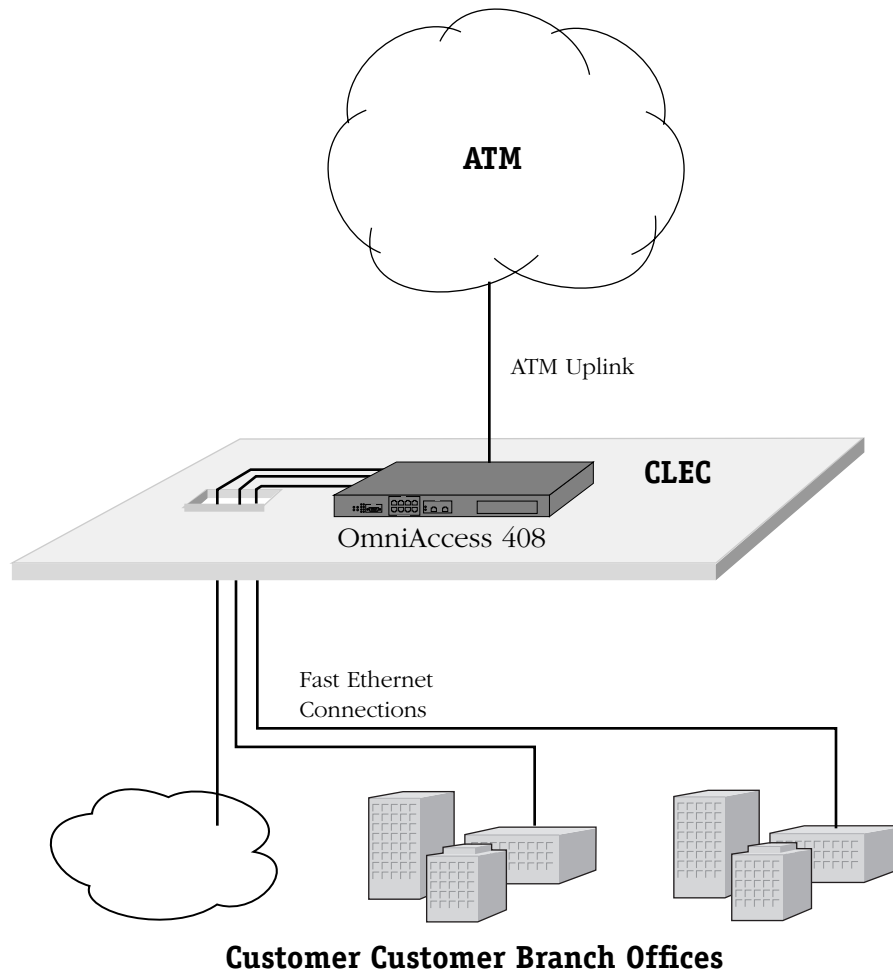 ATM
ATM Uplink
CLEC
OmniAccess 408
Fast Ethernet
Connections
Customer Customer Branch Offices